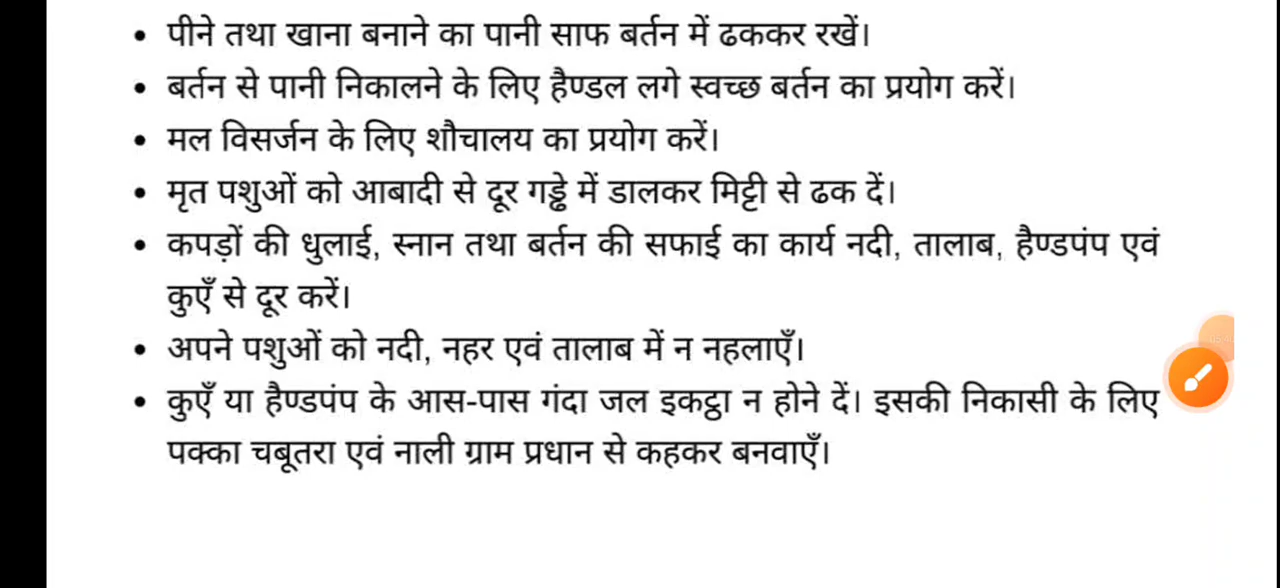 • पीने तथा खाना बनाने का पानी साफ बर्तन में ढककर रखें।
• बर्तन से पानी निकालने के लिए हैण्डल लगे स्वच्छ बर्तन का प्रयोग करें।
• मल विसर्जन के लिए शौचालय का प्रयोग करें।
• मृत पशुओं को आबादी से दूर गड्ढे में डालकर मिट्टी से ढक दें।
• कपड़ों की धुलाई, स्नान तथा बर्तन की सफाई का कार्य नदी, तालाब, हैण्डपंप एवं
कुएँ से दूर करें।
• अपने पशुओं को नदी, नहर एवं तालाब में न नहलाएँ।
• कुएँ या हैण्डपंप के आस-पास गंदा जल इकट्ठा न होने दें। इसकी निकासी के लिए
पक्का चबूतरा एवं नाली ग्राम प्रधान से कहकर बनवाएँ।